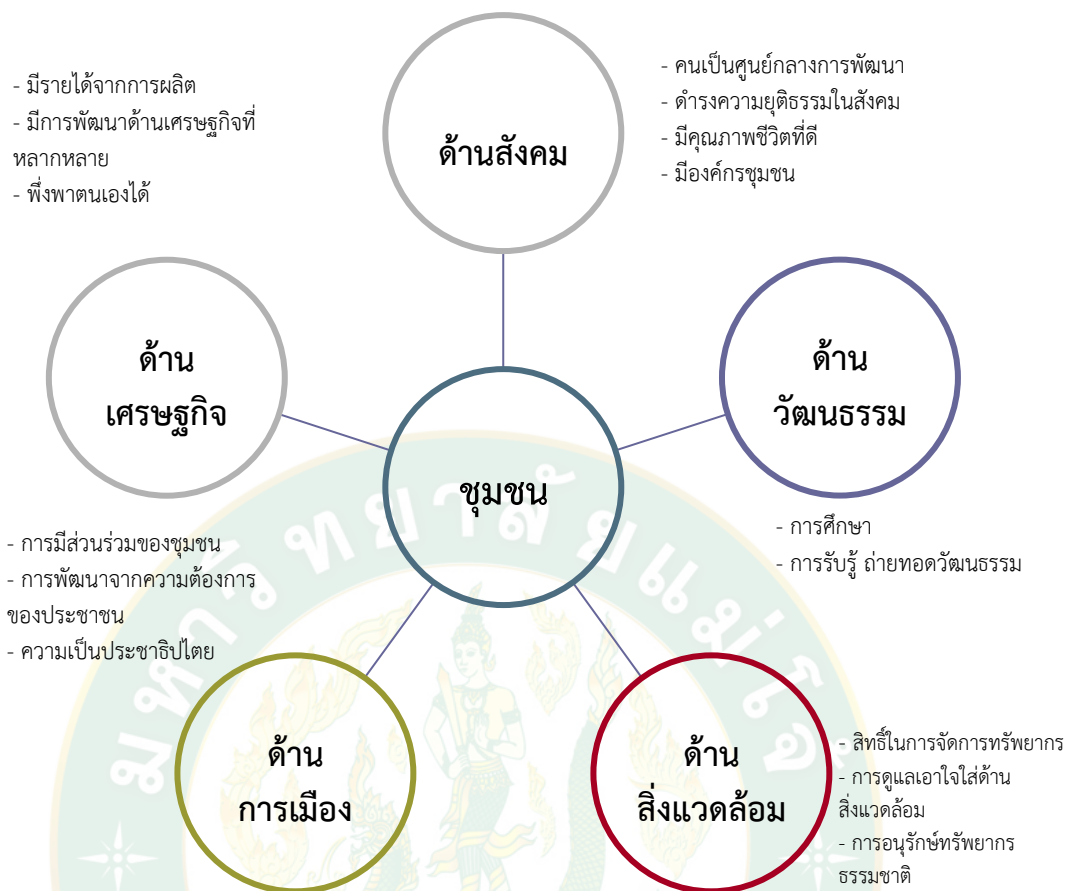 - มีรายได้จากการผลิต
- มีการพัฒนาด้านเศรษฐกิจที่
หลากหลาย
- พึ่งพาตนเองได้
ด้านสังคม
- คนเป็นศูนย์กลางการพัฒนา
- ดำรงความยุติธรรมในสังคม
- มีคุณภาพชีวิตที่ดี
- มีองค์กรชุมชน
ด้าน
เศรษฐกิจ
ด้าน
วัฒนธรรม
ชุมชน
- การศึกษา
- การรับรู้ ถ่ายทอดวัฒนธรรม
- การมีส่วนร่วมของชุมชน
- การพัฒนาจากความต้องการ
ของประชาชน
- ความเป็นประชาธิปไตย
ด้าน
การเมือง
ด้าน
สิ่งแวดล้อม
- สิทธิ์ในการจัดการทรัพยากร
- การดูแลเอาใจใส่ด้าน
สิ่งแวดล้อม
- การอนุรักษ์ทรัพยากร
ธรรมชาติ
มหาวิทยาลัยแม่โจ้